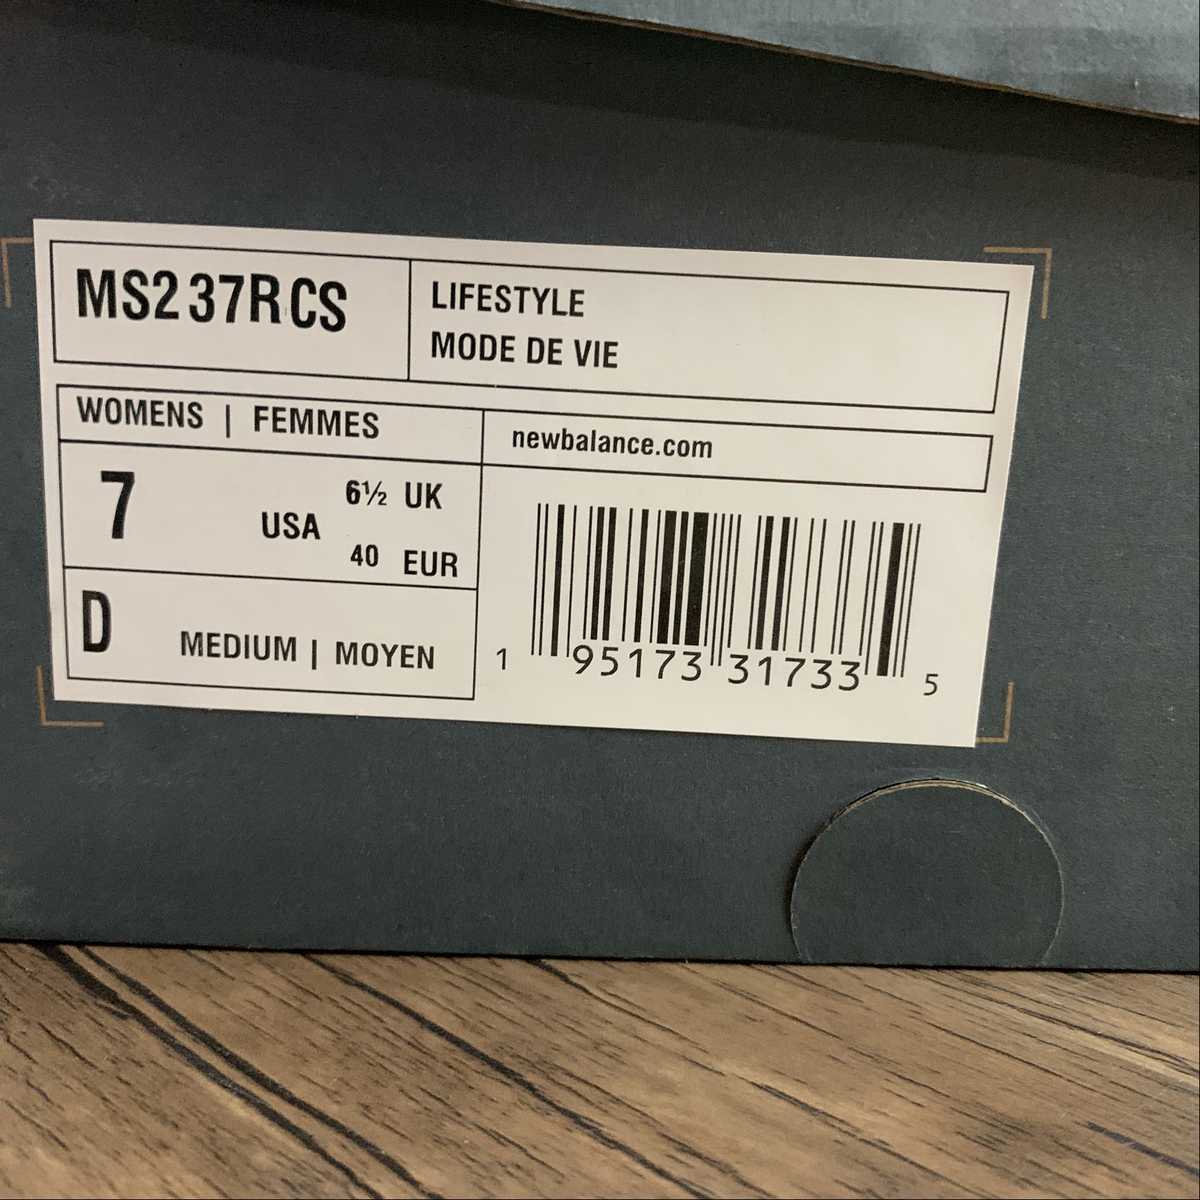 MS237RCS
LIFESTYLE
MODE DE VIE
WOMENS | FEMMES
newbalance.com
7 USA
6½ UK
40 EUR
D MEDIUM | MOYEN
1 95173 31733 5